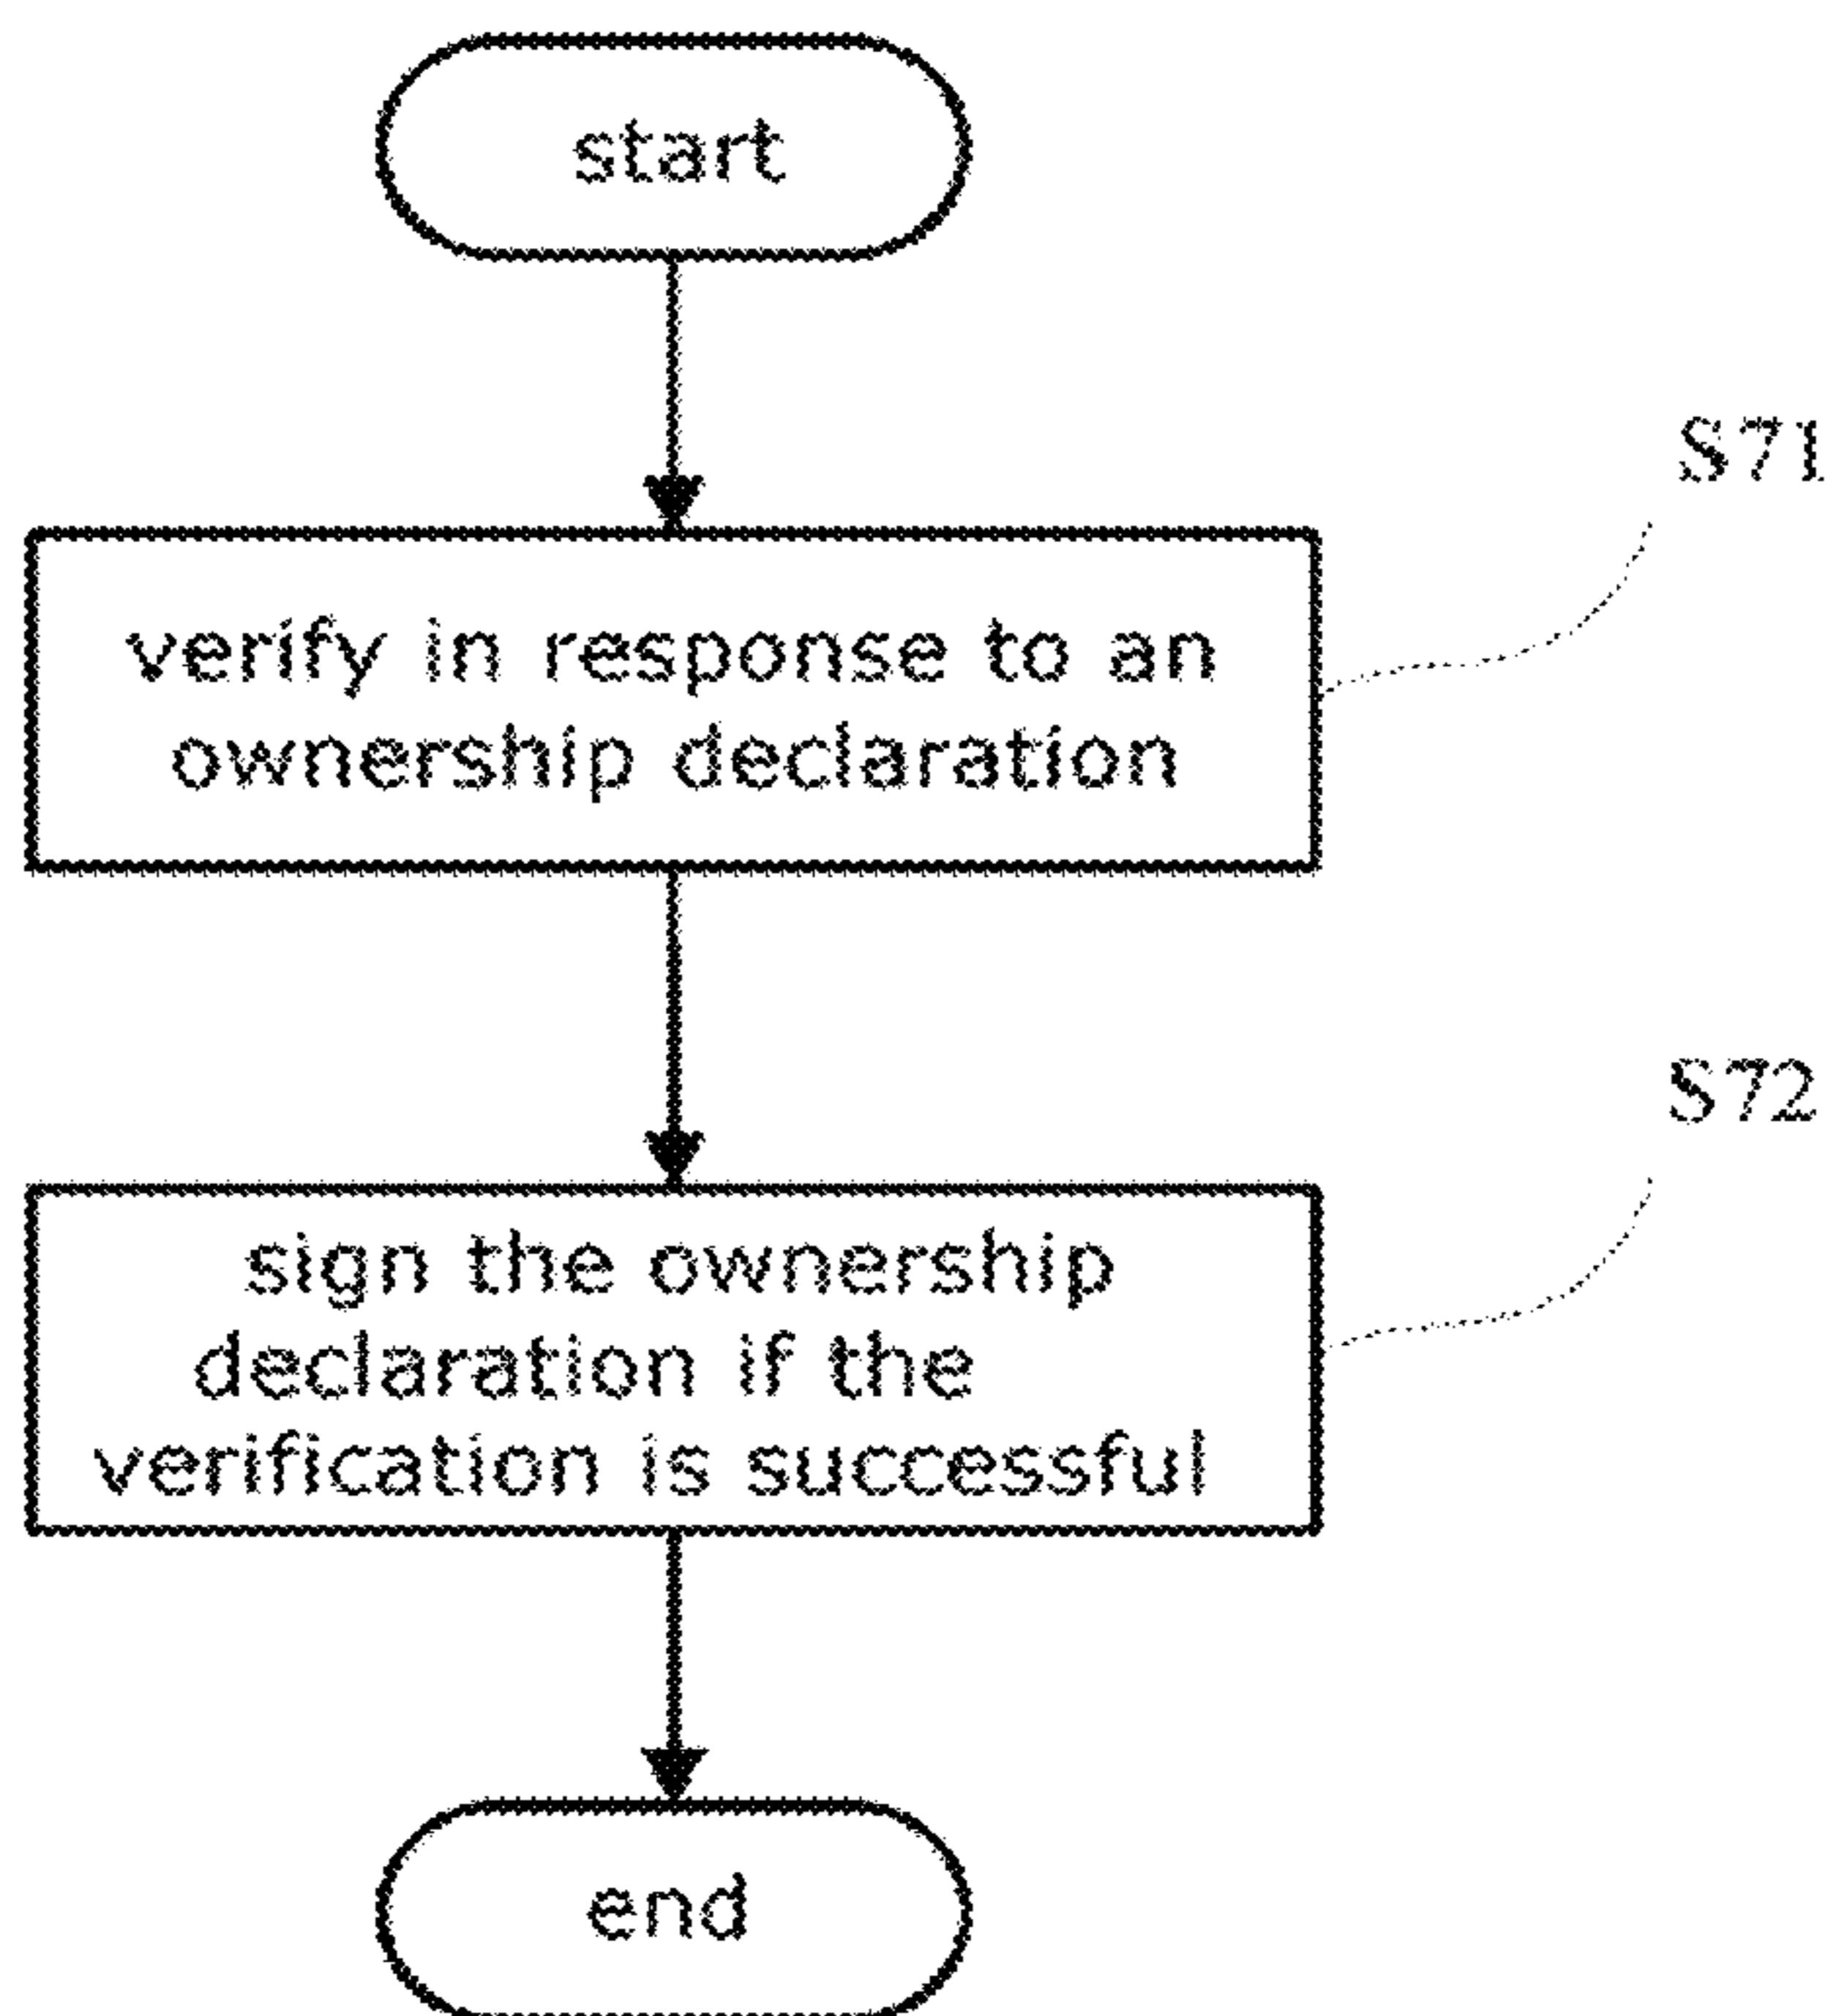 start
S71
verify in response to an
ownership declaration
S72
sign the ownership
declaration if the
verification is successful
end